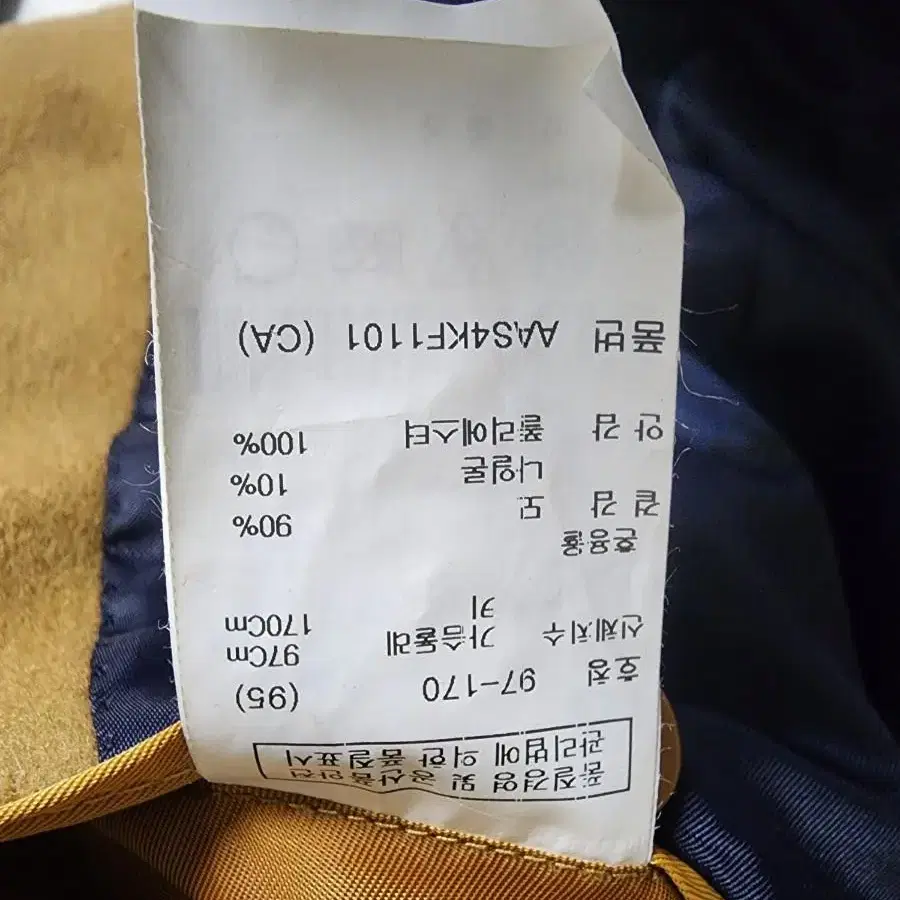 품질경영 및 공산품안전
관리법에 의한 품질표시
호칭 97-170 (95)
신체치수 가슴둘레 97Cm
키 170Cm
혼용율
겉 감 모 90%
나일론 10%
안 감 폴리에스터 100%
품번 AAS4KF1101 (CA)